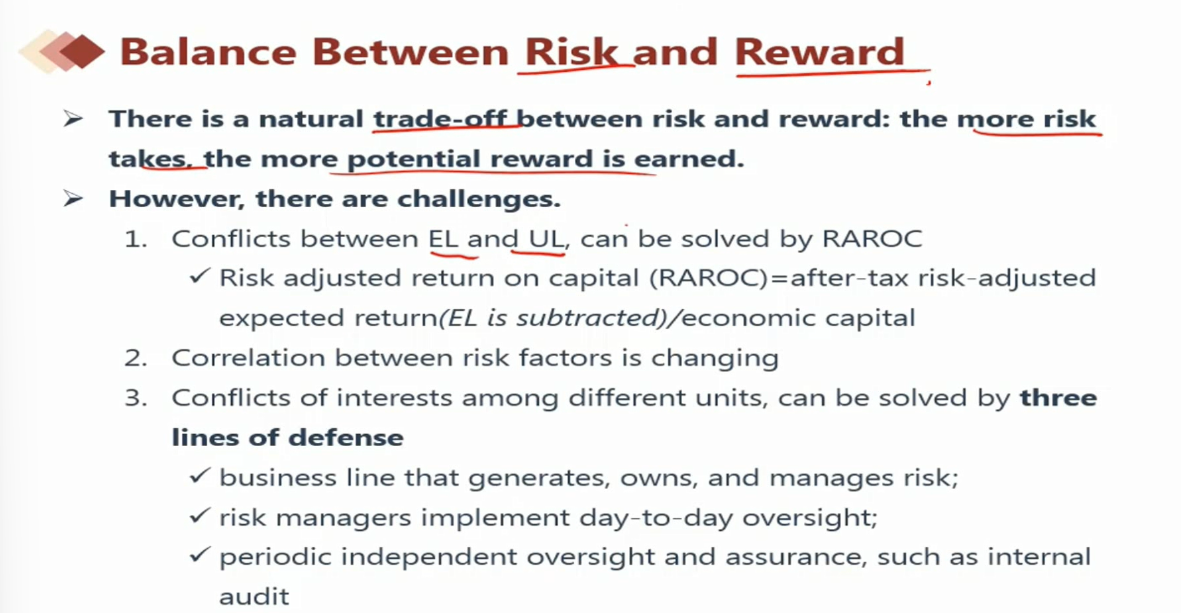 Balance Between Risk and Reward
➢ There is a natural trade-off between risk and reward: the more risk
takes, the more potential reward is earned.
➢ However, there are challenges.
1. Conflicts between EL and UL, can be solved by RAROC
✓ Risk adjusted return on capital (RAROC)=after-tax risk-adjusted
expected return(EL is subtracted)/economic capital
2. Correlation between risk factors is changing
3. Conflicts of interests among different units, can be solved by three
lines of defense
✓ business line that generates, owns, and manages risk;
✓ risk managers implement day-to-day oversight;
✓ periodic independent oversight and assurance, such as internal
audit